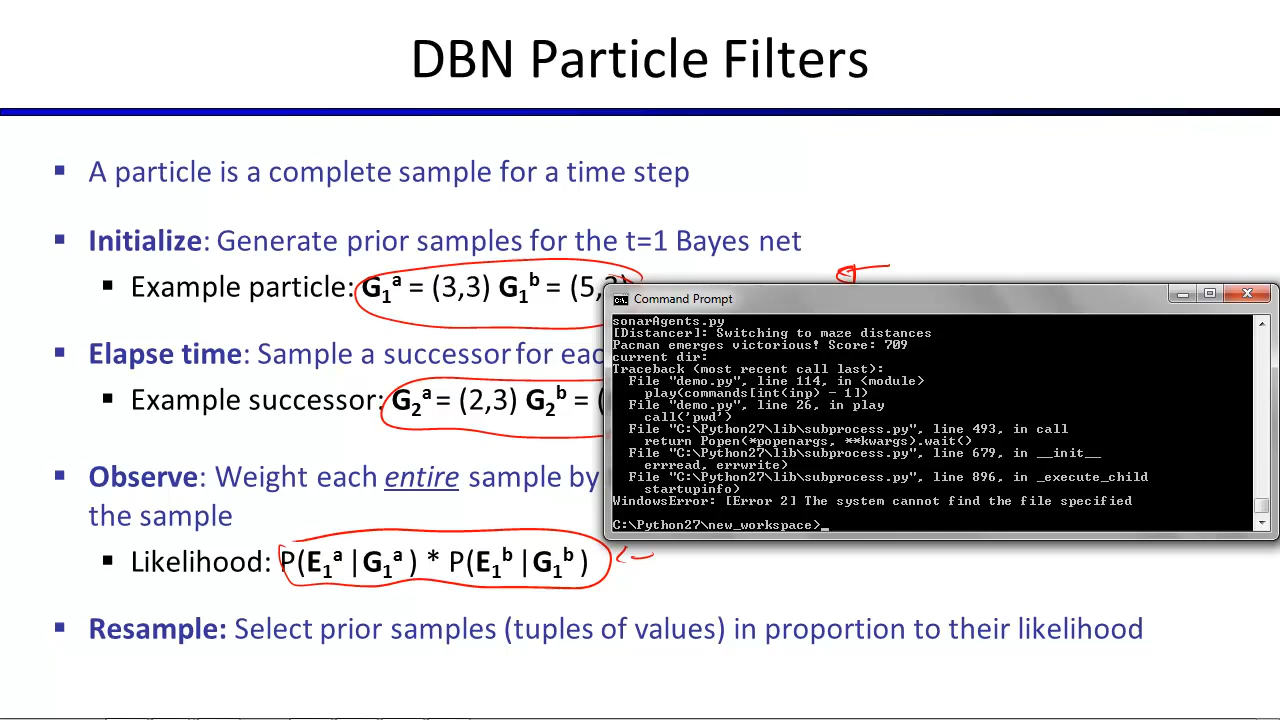 DBN Particle Filters
A particle is a complete sample for a time step
Initialize: Generate prior samples for the t=1 Bayes net
Example particle: G₁ᵃ = (3,3) G₁ᵇ = (5,3)
Elapse time: Sample a successor for each
Example successor: G₂ᵃ = (2,3) G₂ᵇ = (
Observe: Weight each entire sample by
the sample
Likelihood: P(E₁ᵃ |G₁ᵃ ) * P(E₁ᵇ |G₁ᵇ )
Resample: Select prior samples (tuples of values) in proportion to their likelihood
Command Prompt
sonarAgents.py
[Distancer]: Switching to maze distances
Pacman emerges victorious! Score: 709
current dir:
Traceback (most recent call last):
File "demo.py", line 114, in <module>
play(commands[int(inp) - 1])
File "demo.py", line 26, in play
call('pwd')
File "C:\Python27\lib\subprocess.py", line 493, in call
return Popen(*popenargs, **kwargs).wait()
File "C:\Python27\lib\subprocess.py", line 679, in __init__
errread, errwrite)
File "C:\Python27\lib\subprocess.py", line 896, in _execute_child
startupinfo)
WindowsError: [Error 2] The system cannot find the file specified
C:\Python27\new_workspace>_